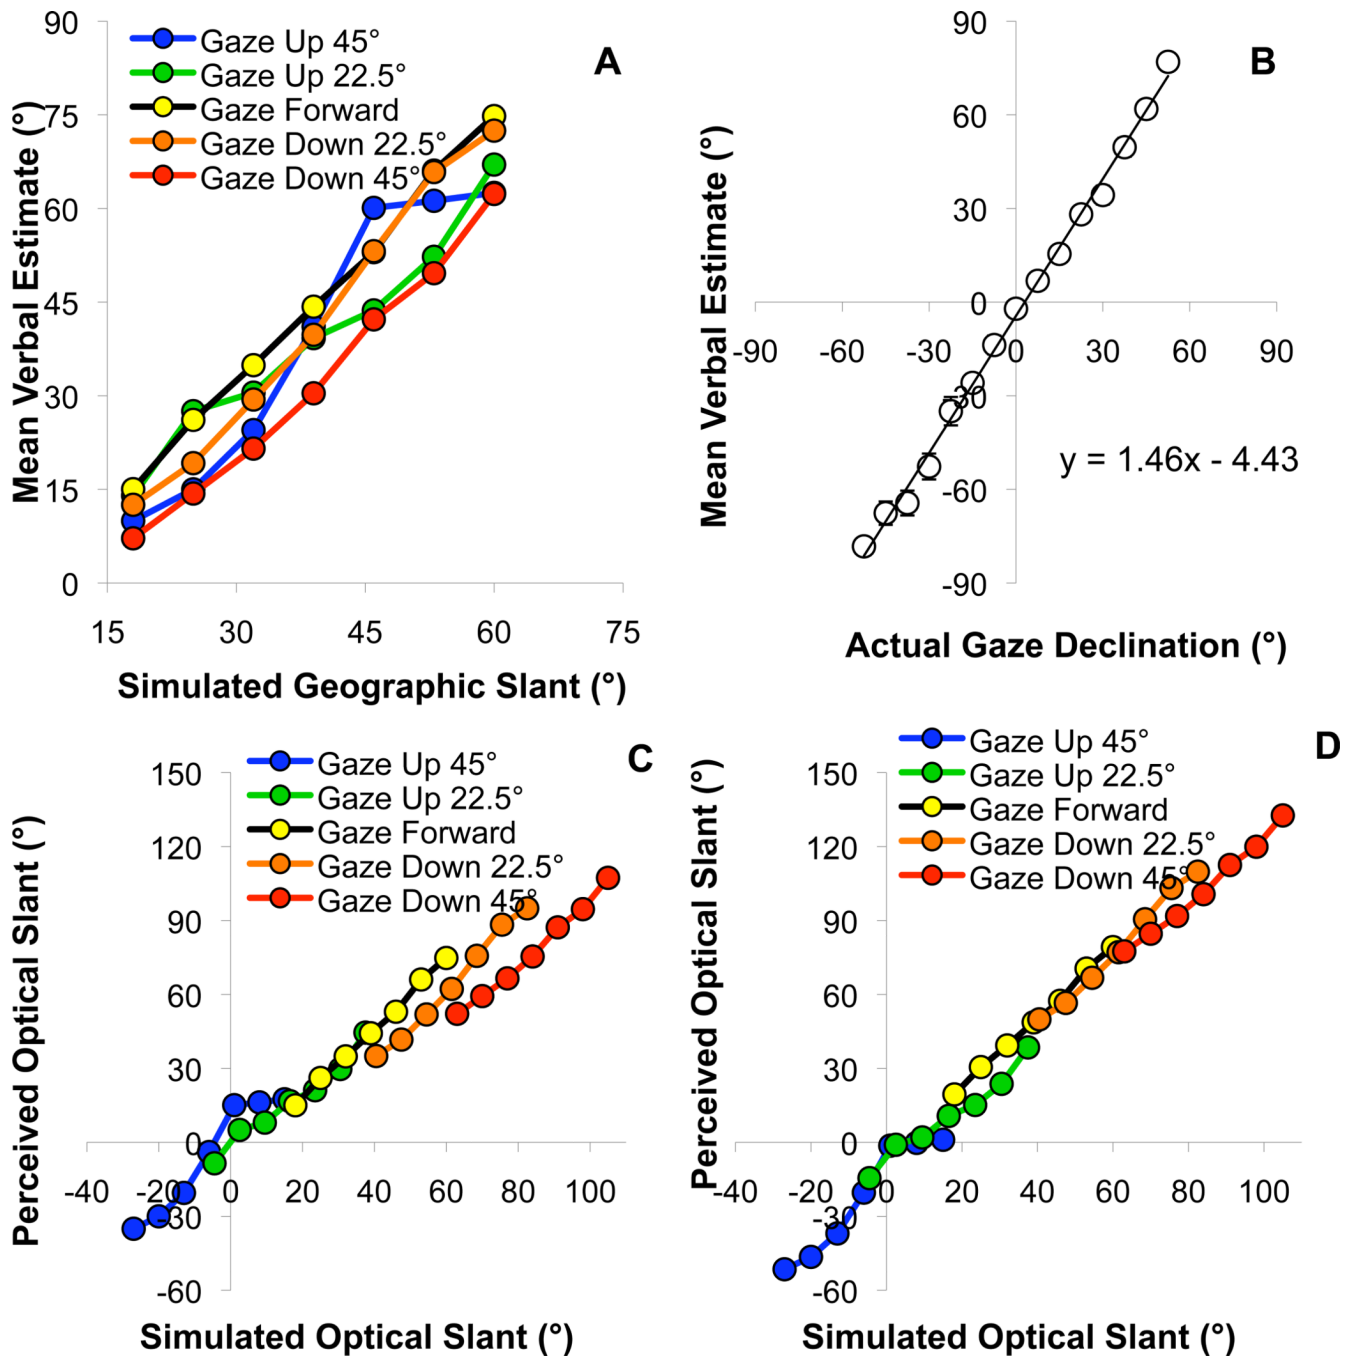 A
Gaze Up 45°
Gaze Up 22.5°
Gaze Forward
Gaze Down 22.5°
Gaze Down 45°
Mean Verbal Estimate (°)
90
75
60
45
30
15
0
15 30 45 60 75
Simulated Geographic Slant (°)
B
Mean Verbal Estimate (°)
90
60
30
0
-30
-60
-90
-90 -60 -30 0 30 60 90
y = 1.46x - 4.43
Actual Gaze Declination (°)
C
Gaze Up 45°
Gaze Up 22.5°
Gaze Forward
Gaze Down 22.5°
Gaze Down 45°
Perceived Optical Slant (°)
150
120
90
60
30
0
-30
-60
-40 -20 0 20 40 60 80 100
Simulated Optical Slant (°)
D
Gaze Up 45°
Gaze Up 22.5°
Gaze Forward
Gaze Down 22.5°
Gaze Down 45°
Perceived Optical Slant (°)
150
120
90
60
30
0
-30
-60
-40 -20 0 20 40 60 80 100
Simulated Optical Slant (°)